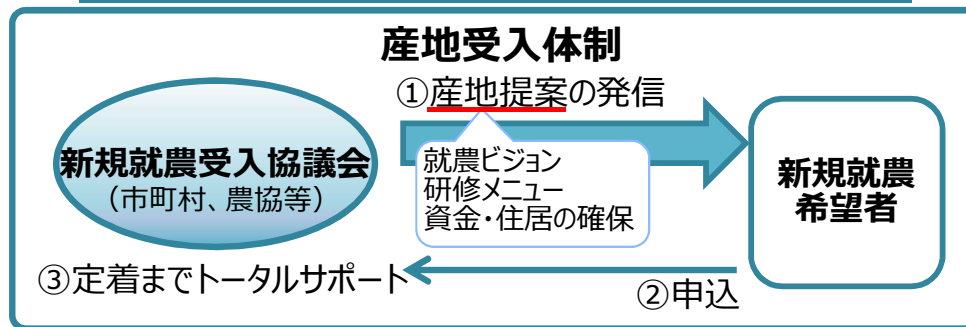 産地受入体制
①産地提案の発信
新規就農受入協議会
（市町村、農協等）
就農ビジョン
研修メニュー
資金・住居の確保
新規就農
希望者
③定着までトータルサポート
②申込